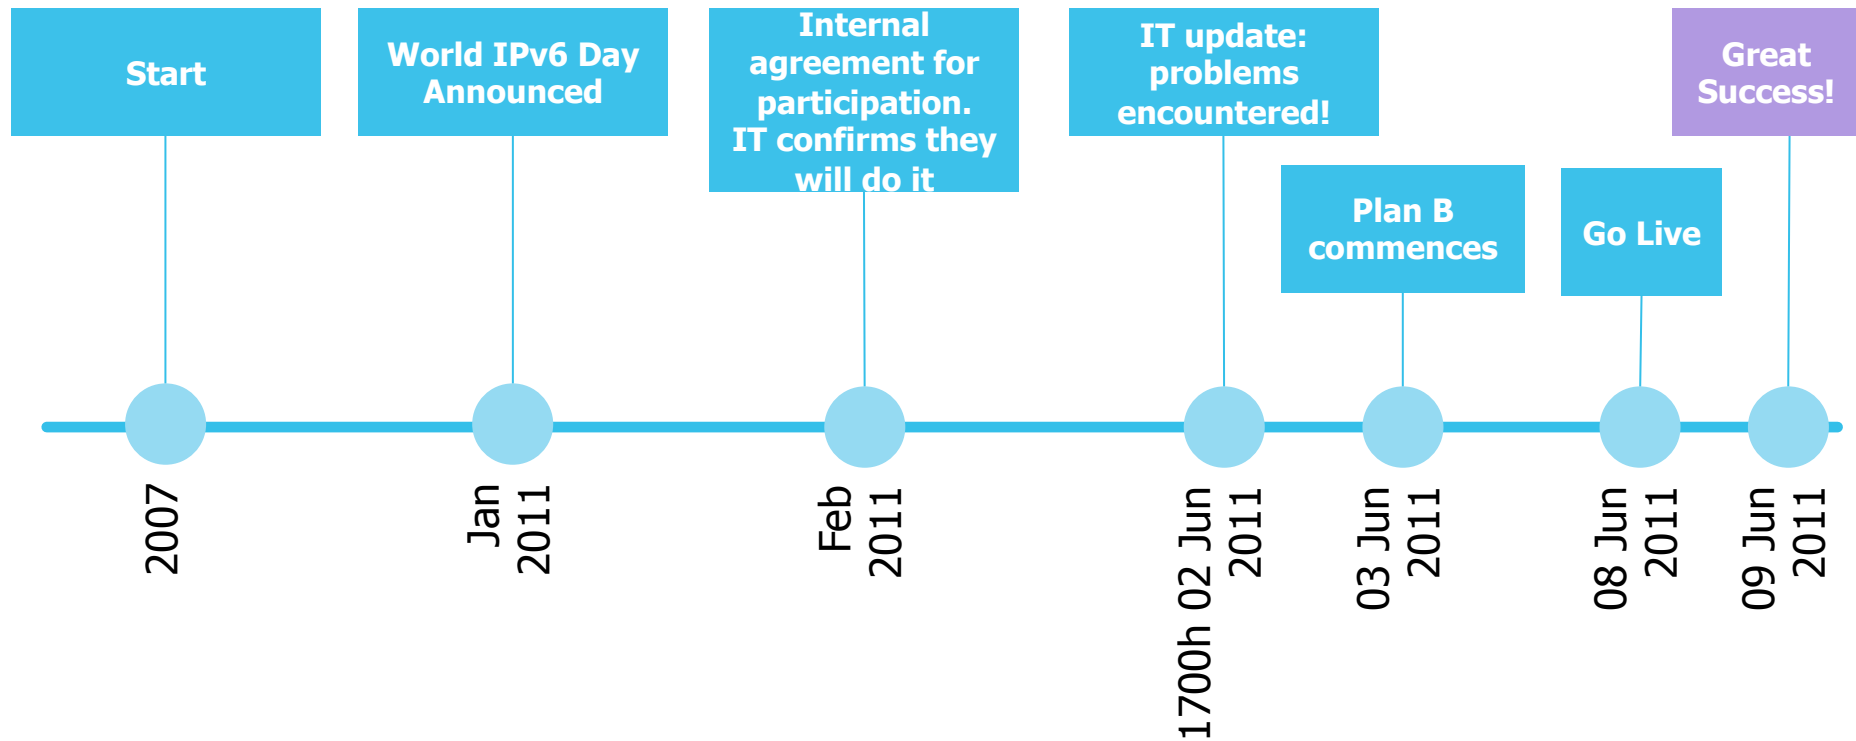 Start
World IPv6 Day
Announced
Internal
agreement for
participation.
IT confirms they
will do it
IT update:
problems
encountered!
Great
Success!
Plan B
commences
Go Live
2007
Jan
2011
Feb
2011
1700h 02 Jun
2011
03 Jun
2011
08 Jun
2011
09 Jun
2011